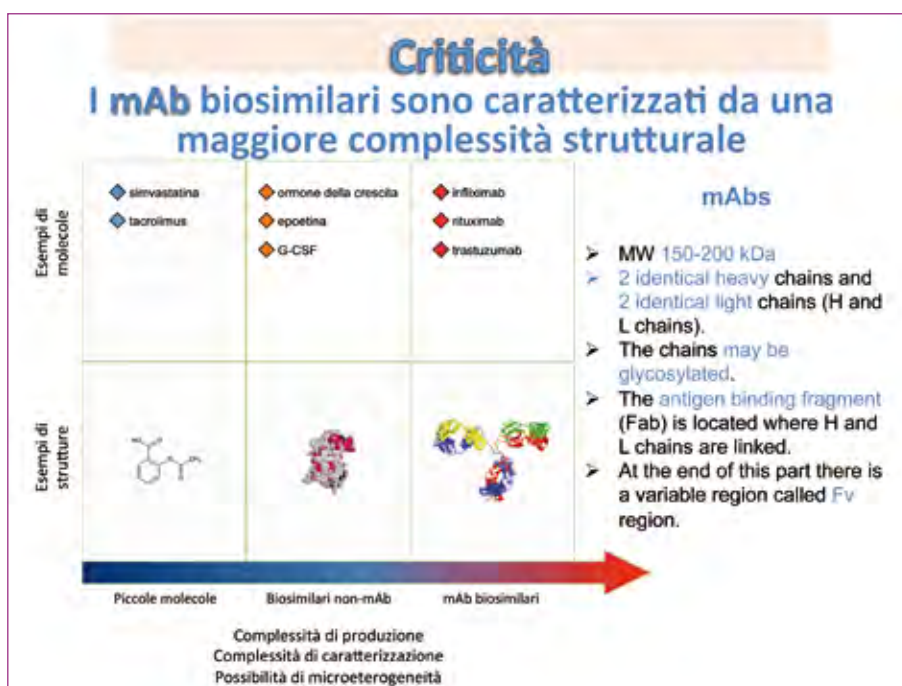 Criticità
I mAb biosimilari sono caratterizzati da una
maggiore complessità strutturale
Esempi di
molecole
simvastatina
tacrolimus
ormone della crescita
epoetina
G-CSF
infliximab
rituximab
trastuzumab
Esempi di
strutture
Piccole molecole
Biosimilari non-mAb
mAb biosimilari
Complessità di produzione
Complessità di caratterizzazione
Possibilità di microeterogeneità
mAbs
MW 150-200 kDa
2 identical heavy chains and
2 identical light chains (H and
L chains).
The chains may be
glycosylated.
The antigen binding fragment
(Fab) is located where H and
L chains are linked.
At the end of this part there is
a variable region called Fv
region.